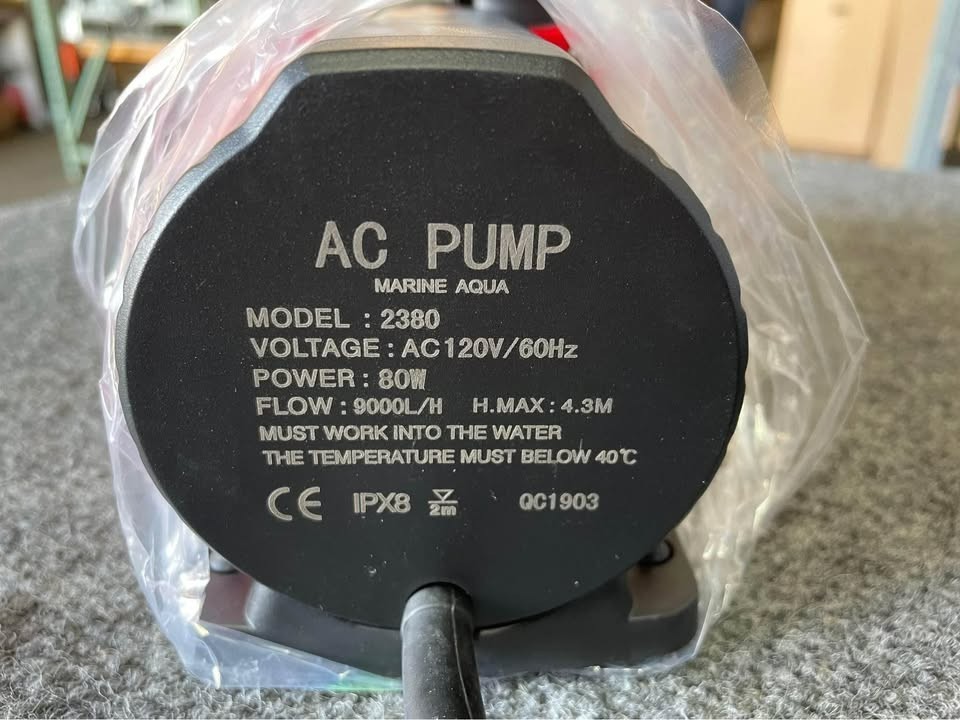 AC PUMP
MARINE AQUA
MODEL : 2380
VOLTAGE : AC120V/60Hz
POWER : 80W
FLOW : 9000L/H H.MAX : 4.3M
MUST WORK INTO THE WATER
THE TEMPERATURE MUST BELOW 40℃
CE IPX8 2m QC1903